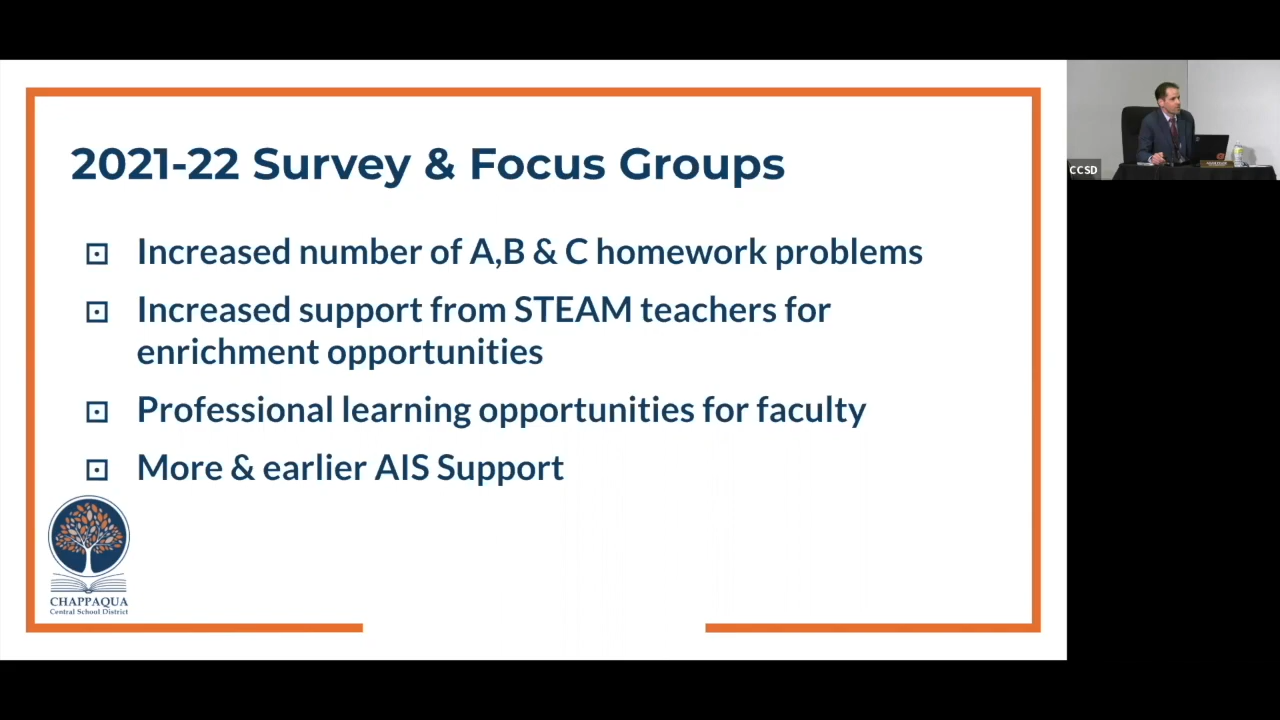 2021-22 Survey & Focus Groups
Increased number of A,B & C homework problems
Increased support from STEAM teachers for
enrichment opportunities
Professional learning opportunities for faculty
More & earlier AIS Support
CHAPPAQUA
Central School District
CCSD